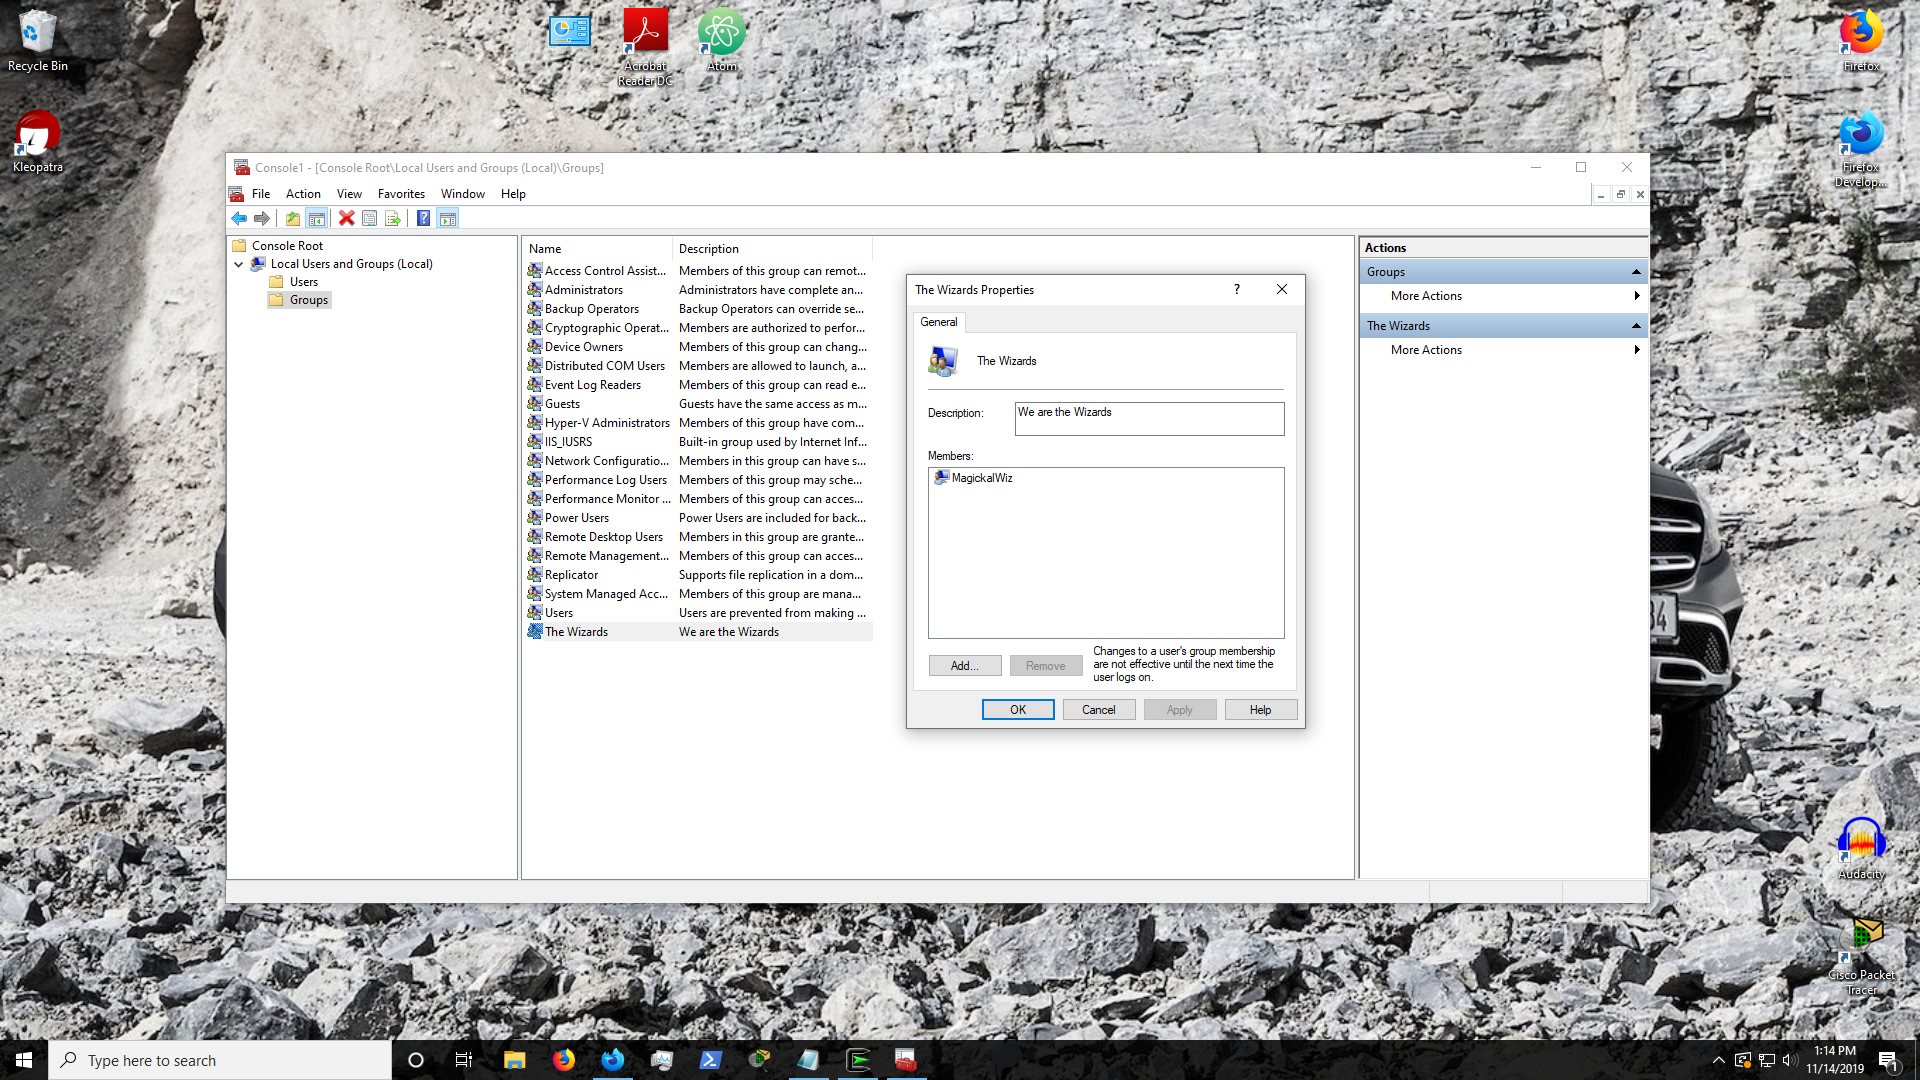 Recycle Bin
Kleopatra
Acrobat
Reader DC
Atom
Firefox
Firefox
Develop...
Audacity
Cisco Packet
Tracer
Console1 - [Console Root\Local Users and Groups (Local)\Groups]
File Action View Favorites Window Help
Console Root
Local Users and Groups (Local)
Users
Groups
Name Description
Access Control Assist... Members of this group can remot...
Administrators Administrators have complete an...
Backup Operators Backup Operators can override se...
Cryptographic Operat... Members are authorized to perfor...
Device Owners Members of this group can chang...
Distributed COM Users Members are allowed to launch, a...
Event Log Readers Members of this group can read e...
Guests Guests have the same access as m...
Hyper-V Administrators Members of this group have com...
IIS_IUSRS Built-in group used by Internet Inf...
Network Configuratio... Members in this group can have s...
Performance Log Users Members of this group may sche...
Performance Monitor ... Members of this group can acces...
Power Users Power Users are included for back...
Remote Desktop Users Members in this group are grante...
Remote Management... Members of this group can acces...
Replicator Supports file replication in a dom...
System Managed Acc... Members of this group are mana...
Users Users are prevented from making ...
The Wizards We are the Wizards
The Wizards Properties ?
General
The Wizards
Description: We are the Wizards
Members:
MagickalWiz
Add... Remove
Changes to a user's group membership
are not effective until the next time the
user logs on.
OK Cancel Apply Help
Actions
Groups
More Actions
The Wizards
More Actions
Type here to search
1:14 PM
11/14/2019
1